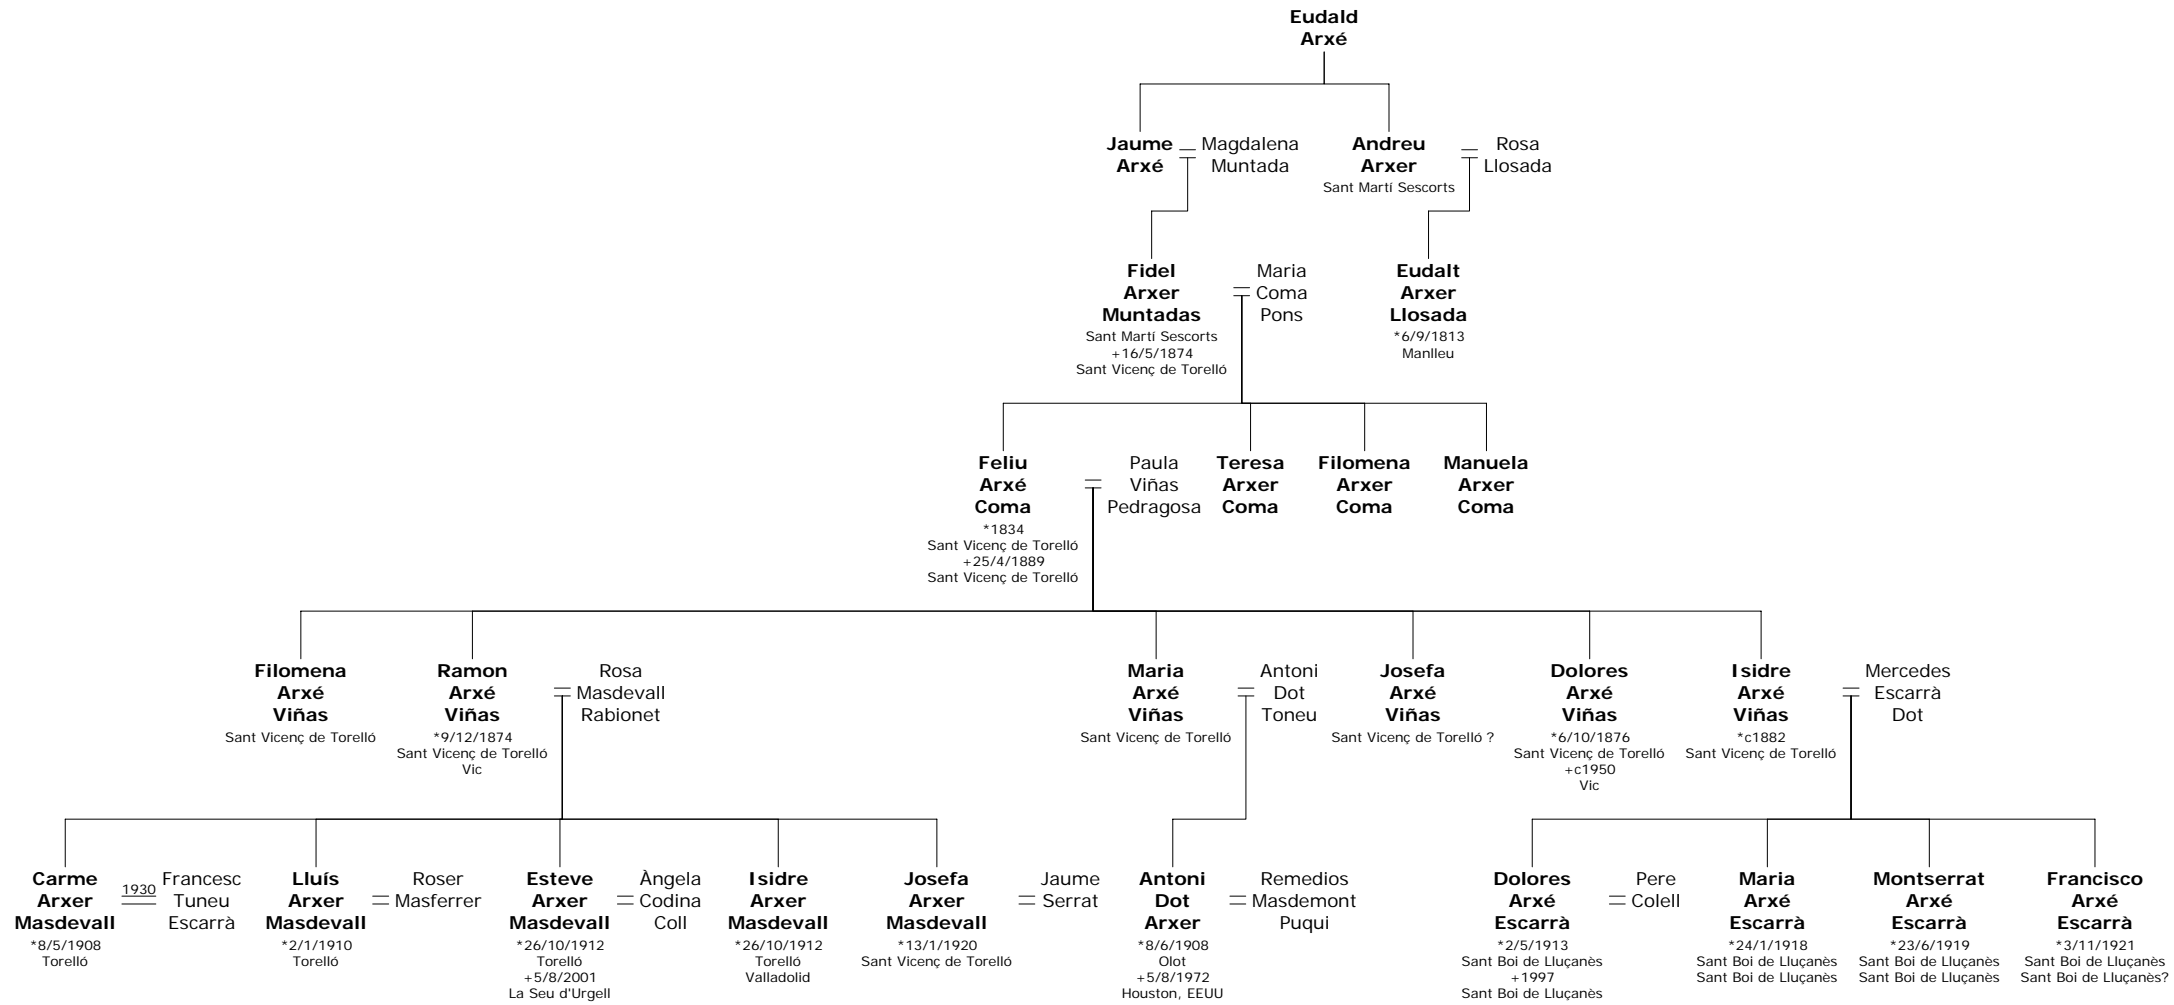 Eudald
Arxé
Jaume
Arxé
Magdalena
Muntada
Andreu
Arxer
Sant Martí Sescorts
Rosa
Llosada
Fidel
Arxer
Muntadas
Sant Martí Sescorts
+16/5/1874
Sant Vicenç de Torelló
Maria
Coma
Pons
Eudalt
Arxer
Llosada
*6/9/1813
Manlleu
Feliu
Arxé
Coma
*1834
Sant Vicenç de Torelló
+25/4/1889
Sant Vicenç de Torelló
Paula
Viñas
Pedragosa
Teresa
Arxer
Coma
Filomena
Arxer
Coma
Manuela
Arxer
Coma
Filomena
Arxé
Viñas
Sant Vicenç de Torelló
Ramon
Arxé
Viñas
*9/12/1874
Sant Vicenç de Torelló
Vic
Rosa
Masdevall
Rabionet
Maria
Arxé
Viñas
Sant Vicenç de Torelló
Antoni
Dot
Toneu
Josefa
Arxé
Viñas
Sant Vicenç de Torelló ?
Dolores
Arxé
Viñas
*6/10/1876
Sant Vicenç de Torelló
+c1950
Vic
Isidre
Arxé
Viñas
*c1882
Sant Vicenç de Torelló
Mercedes
Escarrà
Dot
Carme
Arxer
Masdevall
*8/5/1908
Torelló
1930
Francesc
Tuneu
Escarrà
Lluís
Arxer
Masdevall
*2/1/1910
Torelló
Roser
Masferrer
Esteve
Arxer
Masdevall
*26/10/1912
Torelló
+5/8/2001
La Seu d'Urgell
Àngela
Codina
Coll
Isidre
Arxer
Masdevall
*26/10/1912
Torelló
Valladolid
Josefa
Arxer
Masdevall
*13/1/1920
Sant Vicenç de Torelló
Jaume
Serrat
Antoni
Dot
Arxer
*8/6/1908
Olot
+5/8/1972
Houston, EEUU
Remedios
Masdemont
Puqui
Dolores
Arxé
Escarrà
*2/5/1913
Sant Boi de Lluçanès
+1997
Sant Boi de Lluçanès
Pere
Colell
Maria
Arxé
Escarrà
*24/1/1918
Sant Boi de Lluçanès
Sant Boi de Lluçanès
Montserrat
Arxé
Escarrà
*23/6/1919
Sant Boi de Lluçanès
Sant Boi de Lluçanès
Francisco
Arxé
Escarrà
*3/11/1921
Sant Boi de Lluçanès
Sant Boi de Lluçanès?